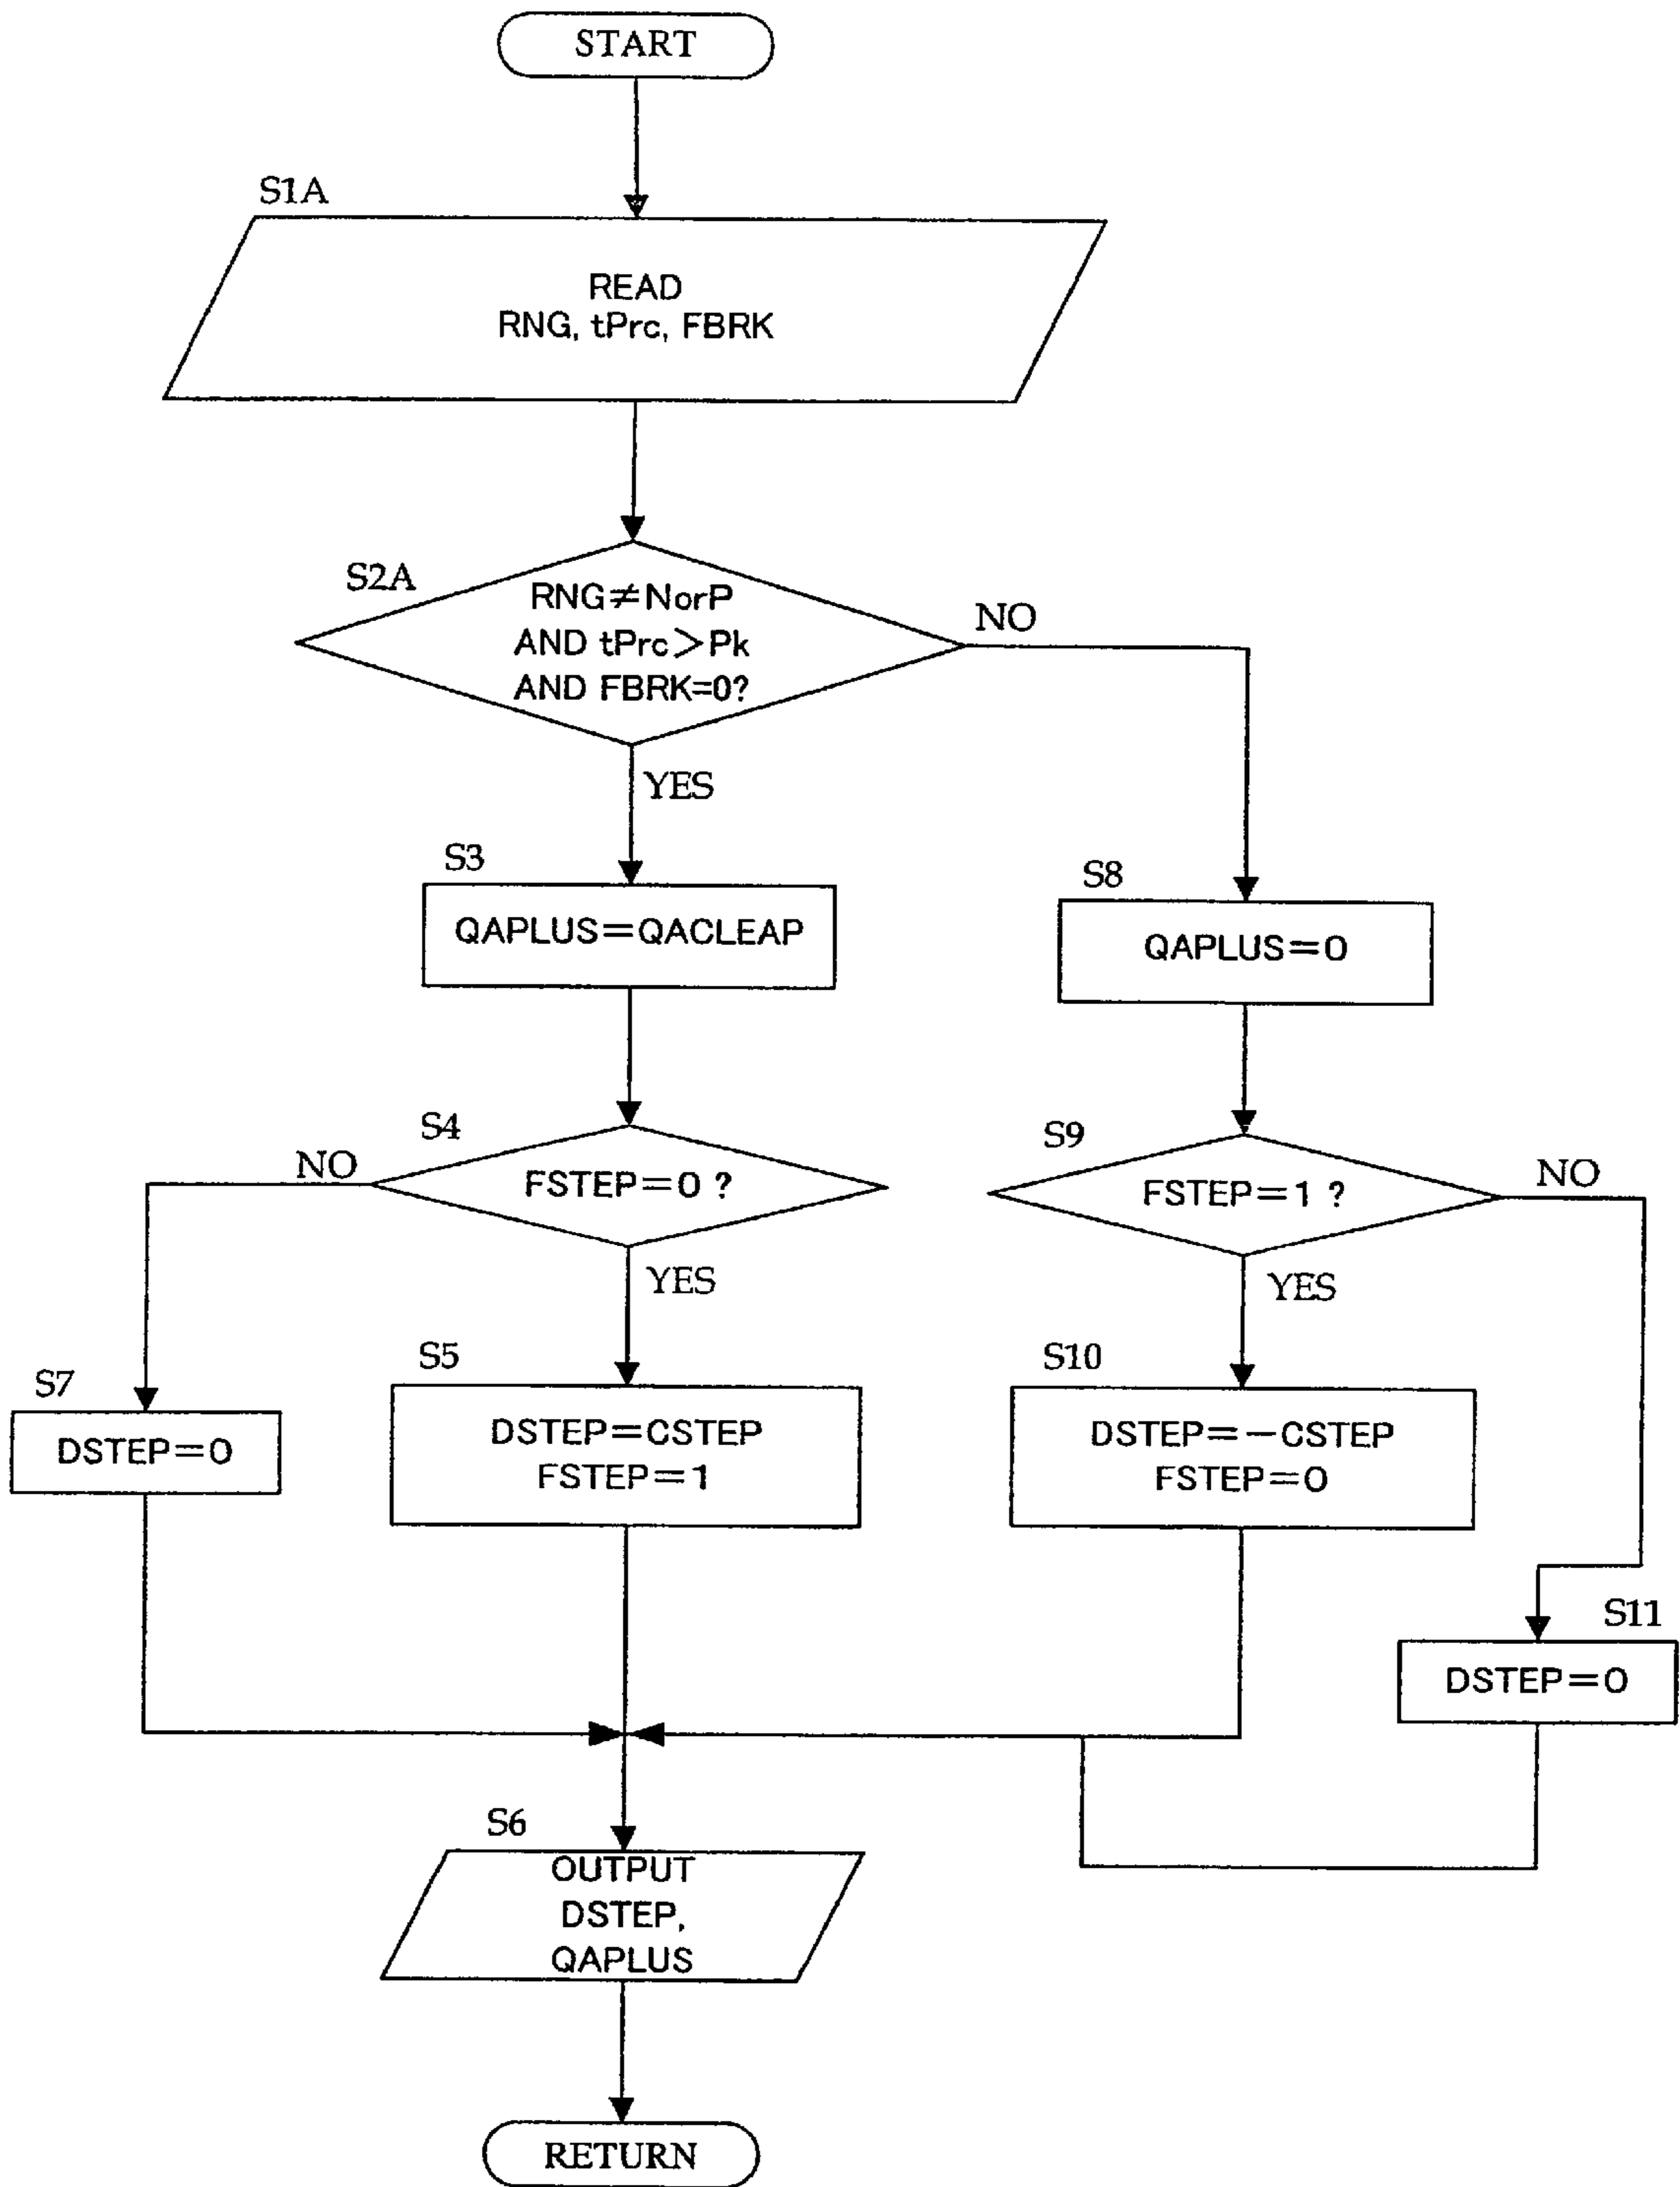 START
S1A
READ
RNG, tPrc, FBRK
S2A
RNG≠NorP
AND tPrc>Pk
AND FBRK=0?
NO
YES
S3
QAPLUS=QACLEAP
S8
QAPLUS=0
S4
NO
FSTEP=0 ?
YES
S9
FSTEP=1 ?
NO
YES
S7
DSTEP=0
S5
DSTEP=CSTEP
FSTEP=1
S10
DSTEP=-CSTEP
FSTEP=0
S11
DSTEP=0
S6
OUTPUT
DSTEP,
QAPLUS
RETURN